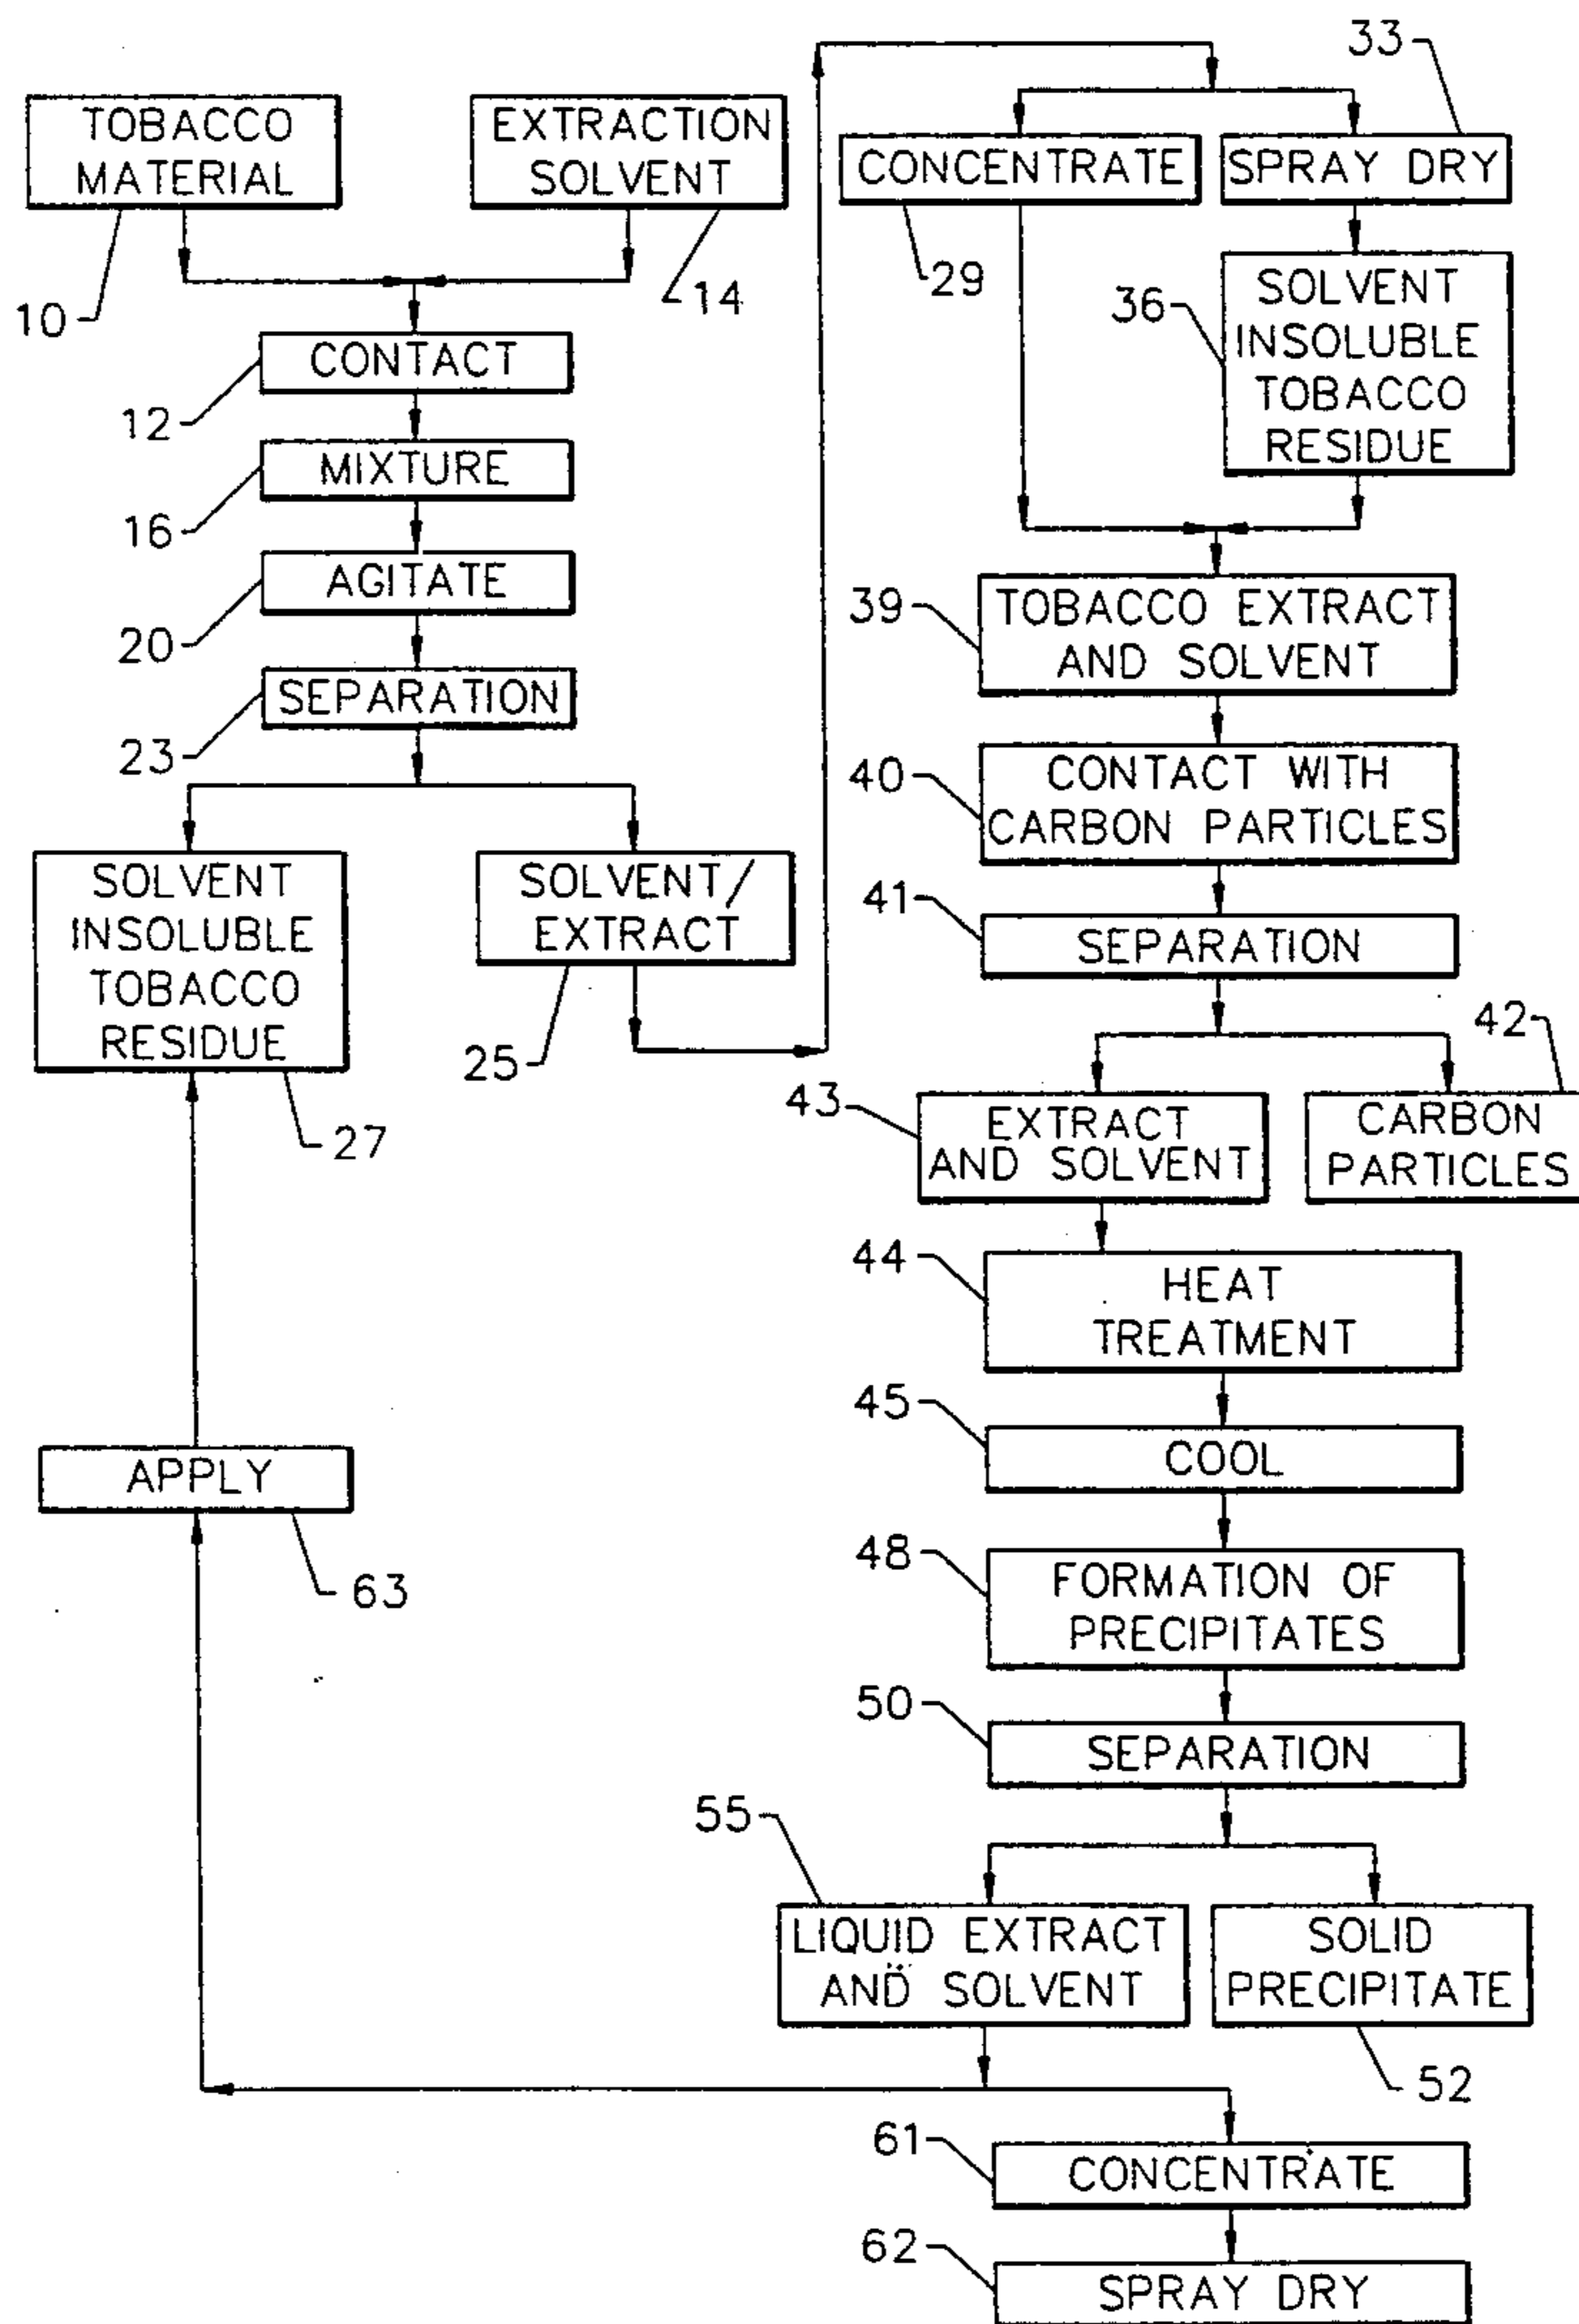 TOBACCO
MATERIAL
10
EXTRACTION
SOLVENT
14
CONTACT
12
MIXTURE
16
AGITATE
20
SEPARATION
23
SOLVENT
INSOLUBLE
TOBACCO
RESIDUE
27
SOLVENT/
EXTRACT
25
APPLY
63
33
CONCENTRATE
29
SPRAY DRY
36
SOLVENT
INSOLUBLE
TOBACCO
RESIDUE
39
TOBACCO EXTRACT
AND SOLVENT
40
CONTACT WITH
CARBON PARTICLES
41
SEPARATION
42
43
EXTRACT
AND SOLVENT
CARBON
PARTICLES
44
HEAT
TREATMENT
45
COOL
48
FORMATION OF
PRECIPITATES
50
SEPARATION
55
LIQUID EXTRACT
AND SOLVENT
SOLID
PRECIPITATE
52
61
CONCENTRATE
62
SPRAY DRY